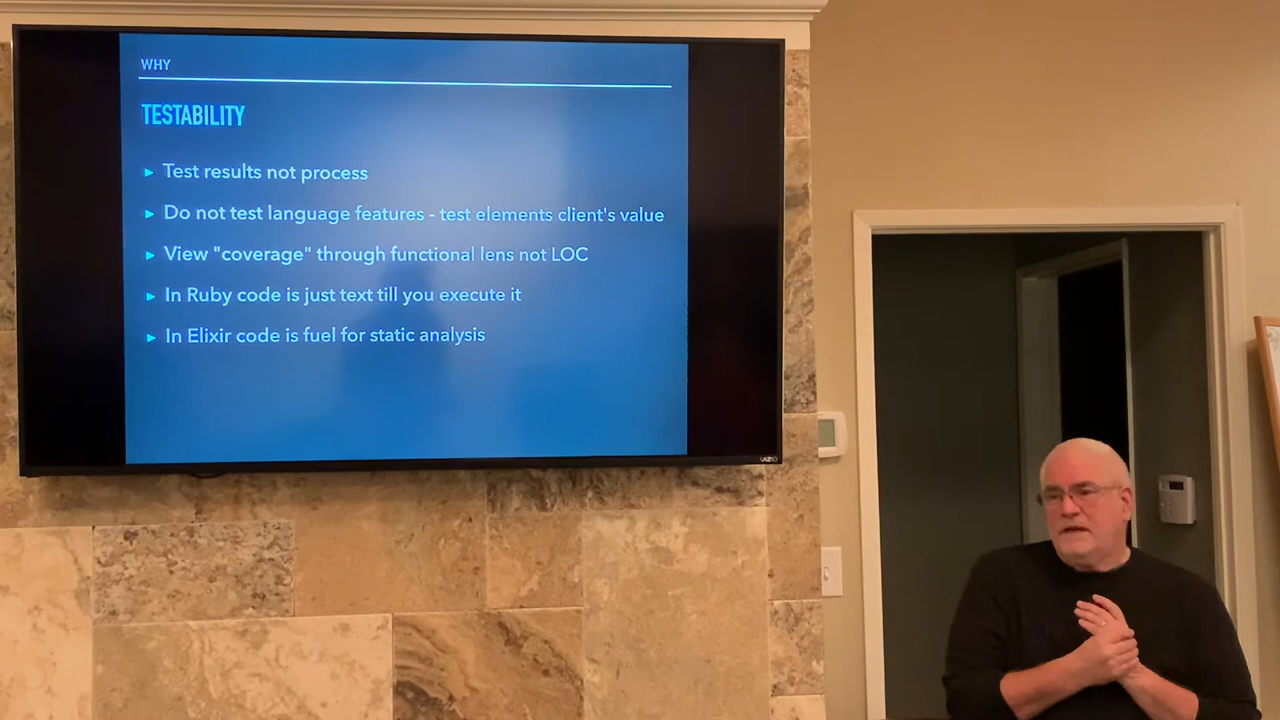 WHY
TESTABILITY
▸ Test results not process
▸ Do not test language features - test elements client's value
▸ View "coverage" through functional lens not LOC
▸ In Ruby code is just text till you execute it
▸ In Elixir code is fuel for static analysis
VIZIO